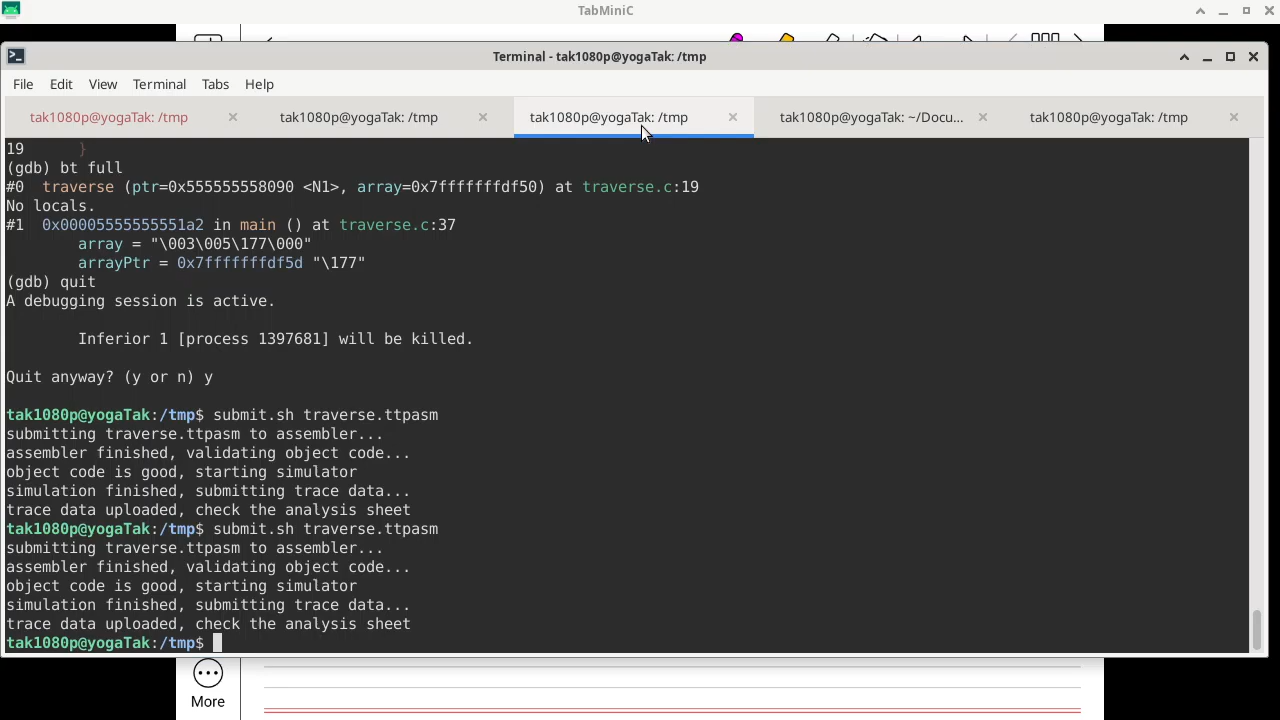 TabMiniC
Terminal - tak1080p@yogaTak: /tmp
File Edit View Terminal Tabs Help
tak1080p@yogaTak: /tmp tak1080p@yogaTak: /tmp tak1080p@yogaTak: /tmp tak1080p@yogaTak: ~/Docu... tak1080p@yogaTak: /tmp
19      }
(gdb) bt full
#0  traverse (ptr=0x555555558090 <N1>, array=0x7fffffffdf50) at traverse.c:19
No locals.
#1  0x00005555555551a2 in main () at traverse.c:37
        array = "\003\005\177\000"
        arrayPtr = 0x7fffffffdf5d "\177"
(gdb) quit
A debugging session is active.
        Inferior 1 [process 1397681] will be killed.
Quit anyway? (y or n) y
tak1080p@yogaTak:/tmp$ submit.sh traverse.ttpasm
submitting traverse.ttpasm to assembler...
assembler finished, validating object code...
object code is good, starting simulator
simulation finished, submitting trace data...
trace data uploaded, check the analysis sheet
tak1080p@yogaTak:/tmp$ submit.sh traverse.ttpasm
submitting traverse.ttpasm to assembler...
assembler finished, validating object code...
object code is good, starting simulator
simulation finished, submitting trace data...
trace data uploaded, check the analysis sheet
tak1080p@yogaTak:/tmp$
More